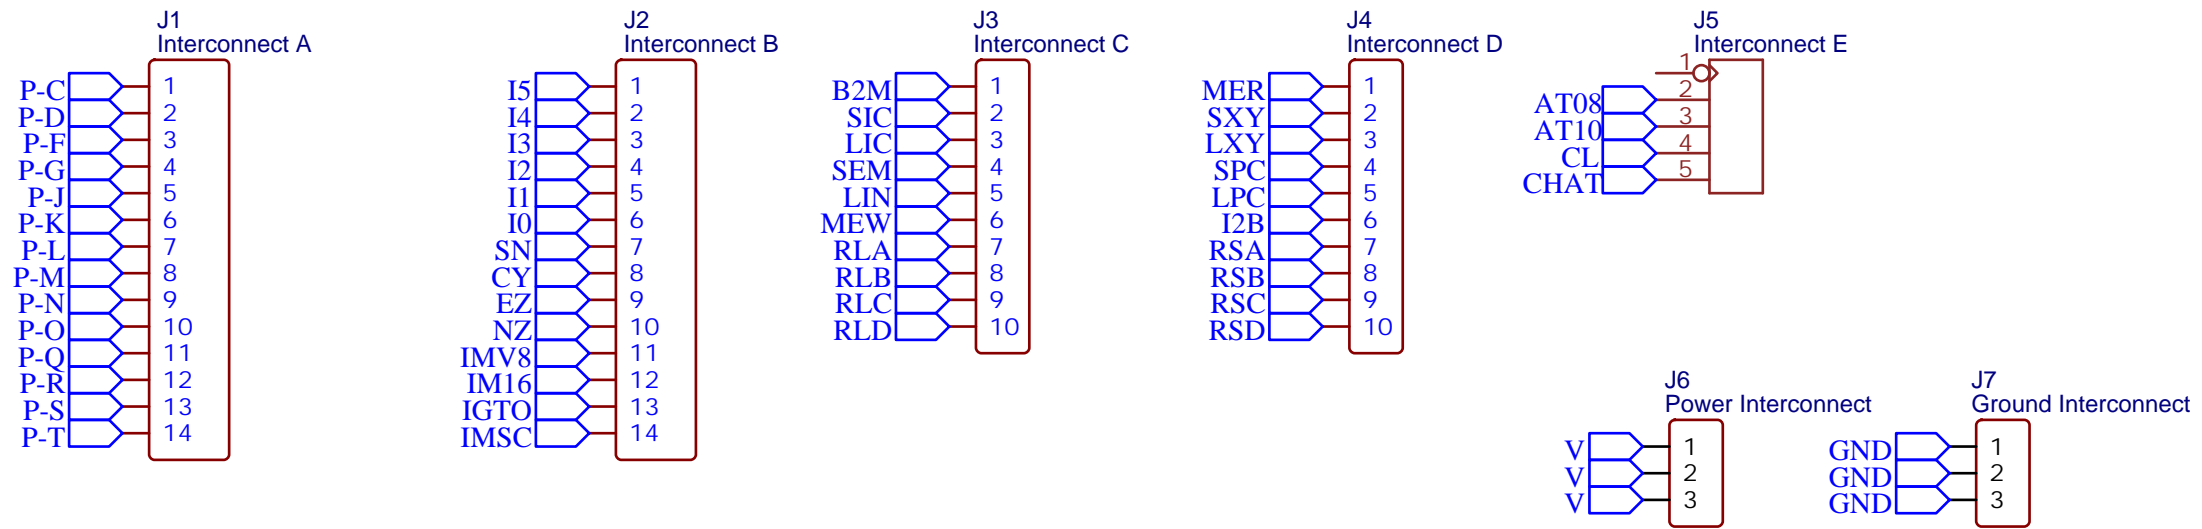 J1
Interconnect A
P-C 1
P-D 2
P-F 3
P-G 4
P-J 5
P-K 6
P-L 7
P-M 8
P-N 9
P-O 10
P-Q 11
P-R 12
P-S 13
P-T 14
J2
Interconnect B
I5 1
I4 2
I3 3
I2 4
I1 5
I0 6
SN 7
CY 8
EZ 9
NZ 10
IMV8 11
IM16 12
IGTO 13
IMSC 14
J3
Interconnect C
B2M 1
SIC 2
LIC 3
SEM 4
LIN 5
MEW 6
RLA 7
RLB 8
RLC 9
RLD 10
J4
Interconnect D
MER 1
SXY 2
LXY 3
SPC 4
LPC 5
I2B 6
RSA 7
RSB 8
RSC 9
RSD 10
J5
Interconnect E
1
AT08 2
AT10 3
CL 4
CHAT 5
J6
Power Interconnect
V 1
V 2
V 3
J7
Ground Interconnect
GND 1
GND 2
GND 3